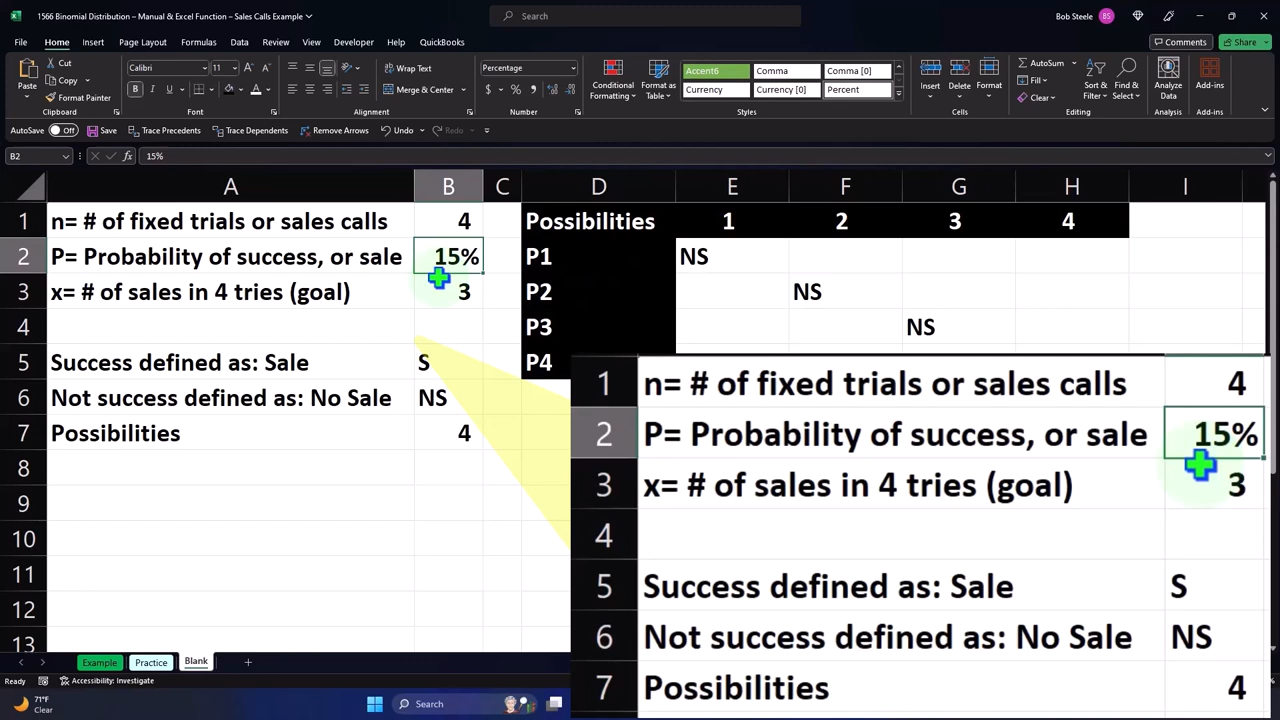 1566 Binomial Distribution – Manual & Excel Function – Sales Calls Example
Search
Bob Steele BS
File Home Insert Page Layout Formulas Data Review View Developer Help QuickBooks
Comments Share
Paste
Cut
Copy
Format Painter
Clipboard
Calibri 11
B I U
Font
Wrap Text
Merge & Center
Alignment
Percentage
$ % 9
Number
Conditional Formatting
Format as Table
Accent6 Comma Comma [0]
Currency Currency [0] Percent
Styles
Insert Delete Format
Cells
AutoSum
Fill
Clear
Sort & Filter
Find & Select
Editing
Analyze Data
Analysis
Add-ins
Add-ins
AutoSave Off Save Trace Precedents Trace Dependents Remove Arrows Undo Redo
B2 fx 15%
A B C D E F G H I
1 n= # of fixed trials or sales calls 4 Possibilities 1 2 3 4
2 P= Probability of success, or sale 15% P1 NS
3 x= # of sales in 4 tries (goal) 3 P2 NS
4 P3 NS
5 Success defined as: Sale S P4
6 Not success defined as: No Sale NS
7 Possibilities 4
8
9
10
11
12
13
1 n= # of fixed trials or sales calls 4
2 P= Probability of success, or sale 15%
3 x= # of sales in 4 tries (goal) 3
4
5 Success defined as: Sale S
6 Not success defined as: No Sale NS
7 Possibilities 4
Example Practice Blank
Ready Accessibility: Investigate
71°F
Clear
Search